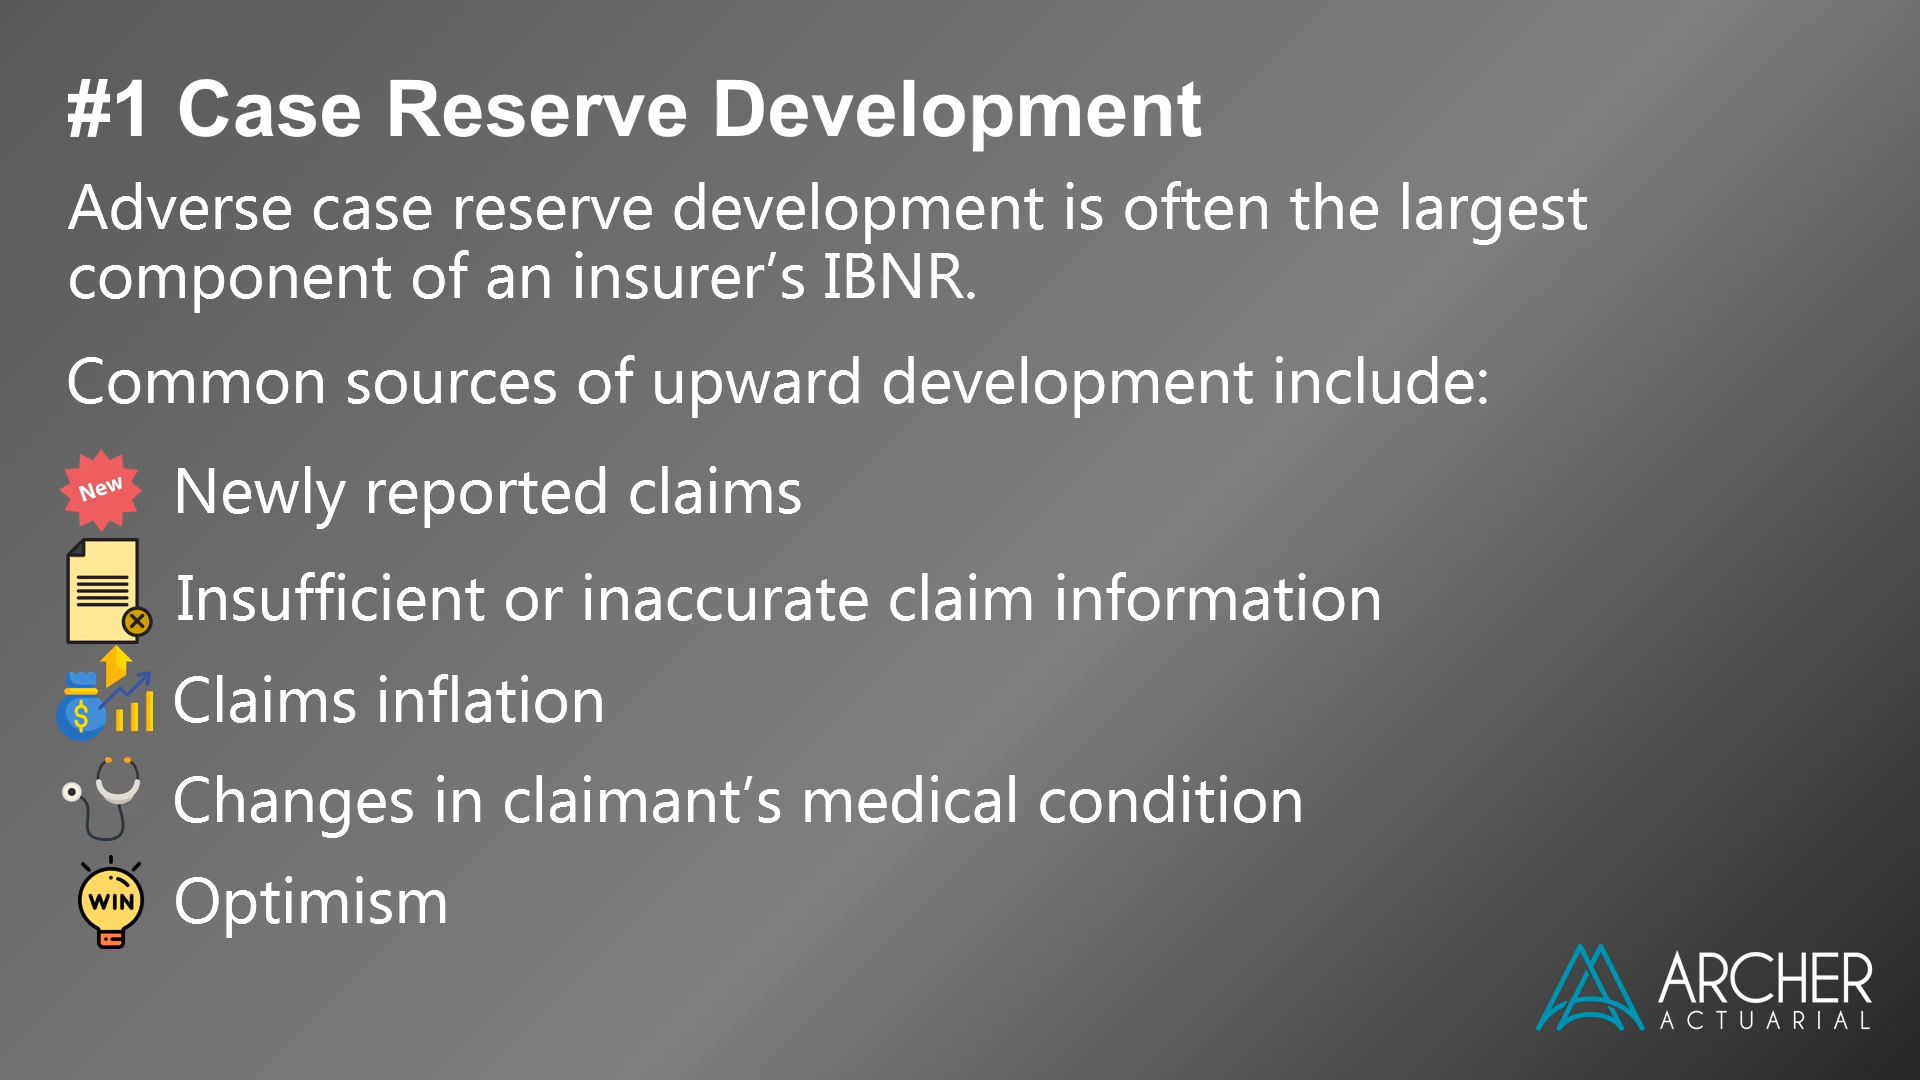 #1 Case Reserve Development
Adverse case reserve development is often the largest
component of an insurer’s IBNR.
Common sources of upward development include:
New
Newly reported claims
Insufficient or inaccurate claim information
$
Claims inflation
Changes in claimant’s medical condition
WIN
Optimism
ARCHER
ACTUARIAL